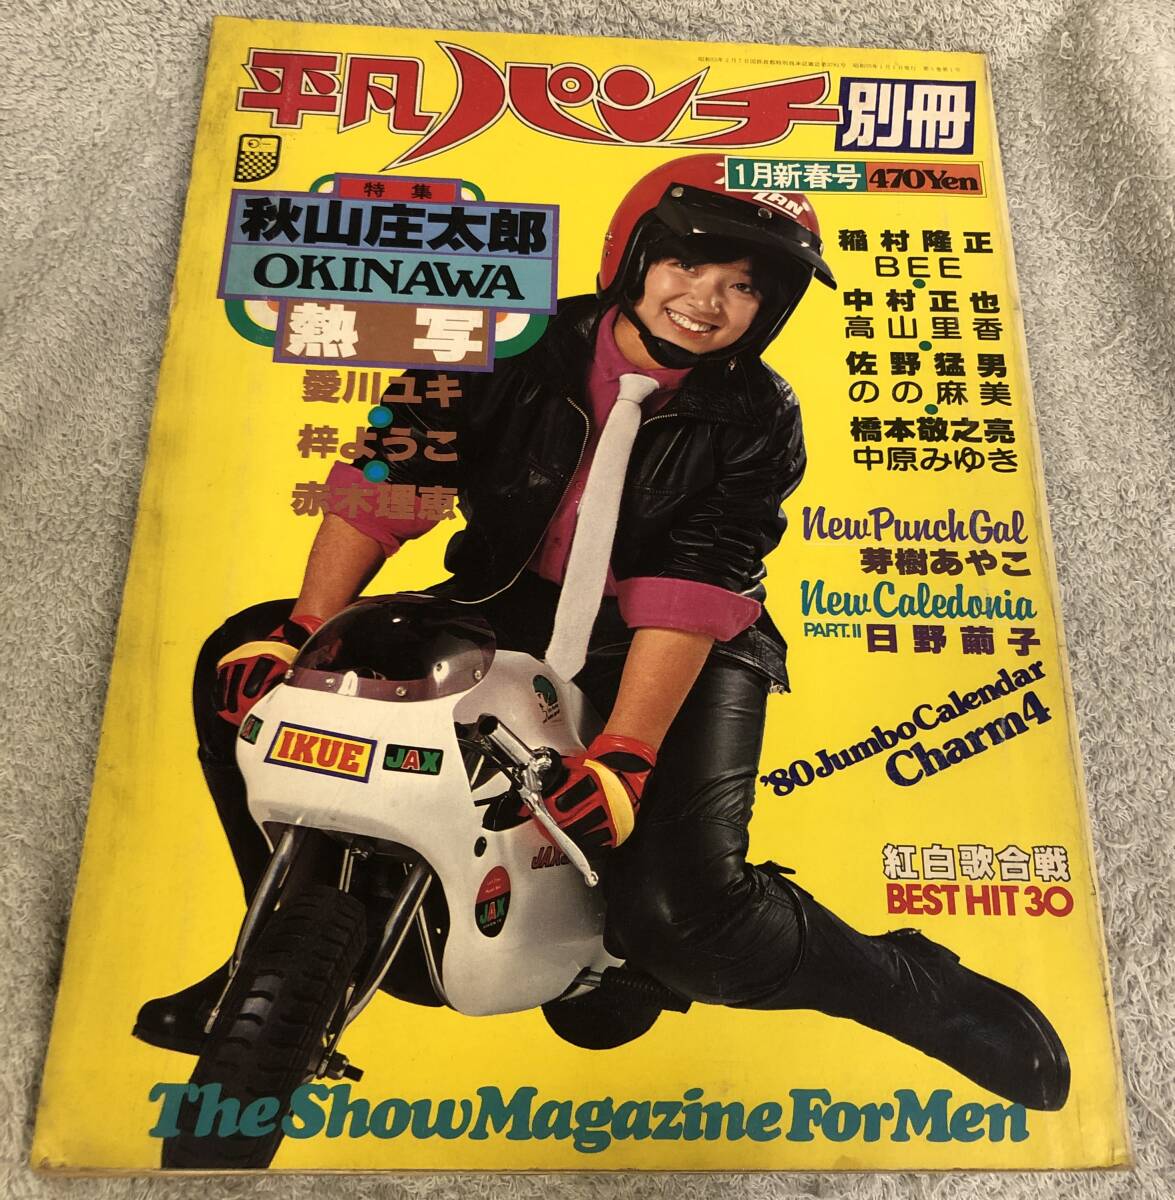 平凡パンチ
別冊
1月新春号
470Yen
特集
秋山庄太郎
OKINAWA
熱写
愛川ユキ
梓ようこ
赤木理恵
稲村隆正
BEE
中村正也
高山里香
佐野猛男
のの麻美
橋本敬之亮
中原みゆき
New Punch Gal
芽樹あやこ
New Caledonia
PART.II 日野繭子
'80 Jumbo Calendar
Charm 4
紅白歌合戦
BEST HIT 30
IKUE
JAX
JAX
The Show Magazine For Men